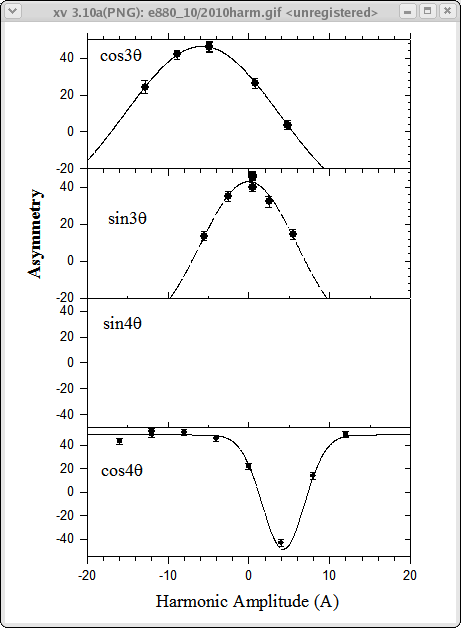 xv 3.10a(PNG): e880_10/2010harm.gif <unregistered>
cos3θ
40
20
0
-20
sin3θ
40
20
0
-20
Asymmetry
sin4θ
40
20
0
-20
-40
cos4θ
40
20
0
-20
-40
-20 -10 0 10 20
Harmonic Amplitude (A)